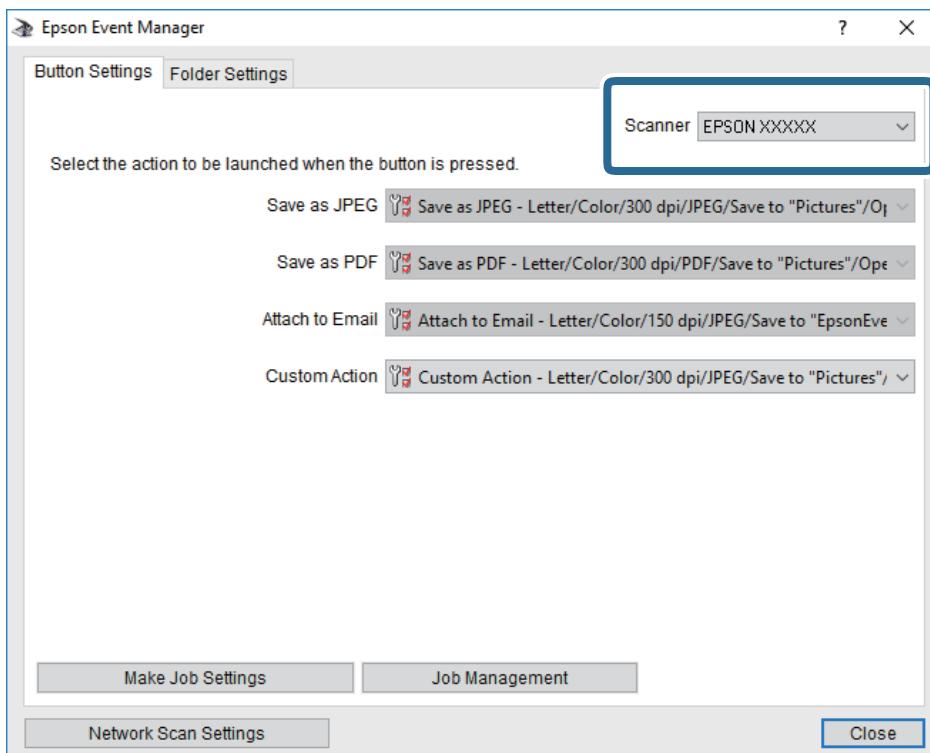 Epson Event Manager
Button Settings Folder Settings
Scanner EPSON XXXXX
Select the action to be launched when the button is pressed.
Save as JPEG Save as JPEG - Letter/Color/300 dpi/JPEG/Save to "Pictures"/Op
Save as PDF Save as PDF - Letter/Color/300 dpi/PDF/Save to "Pictures"/Ope
Attach to Email Attach to Email - Letter/Color/150 dpi/JPEG/Save to "EpsonEve
Custom Action Custom Action - Letter/Color/300 dpi/JPEG/Save to "Pictures"/
Make Job Settings Job Management
Network Scan Settings Close